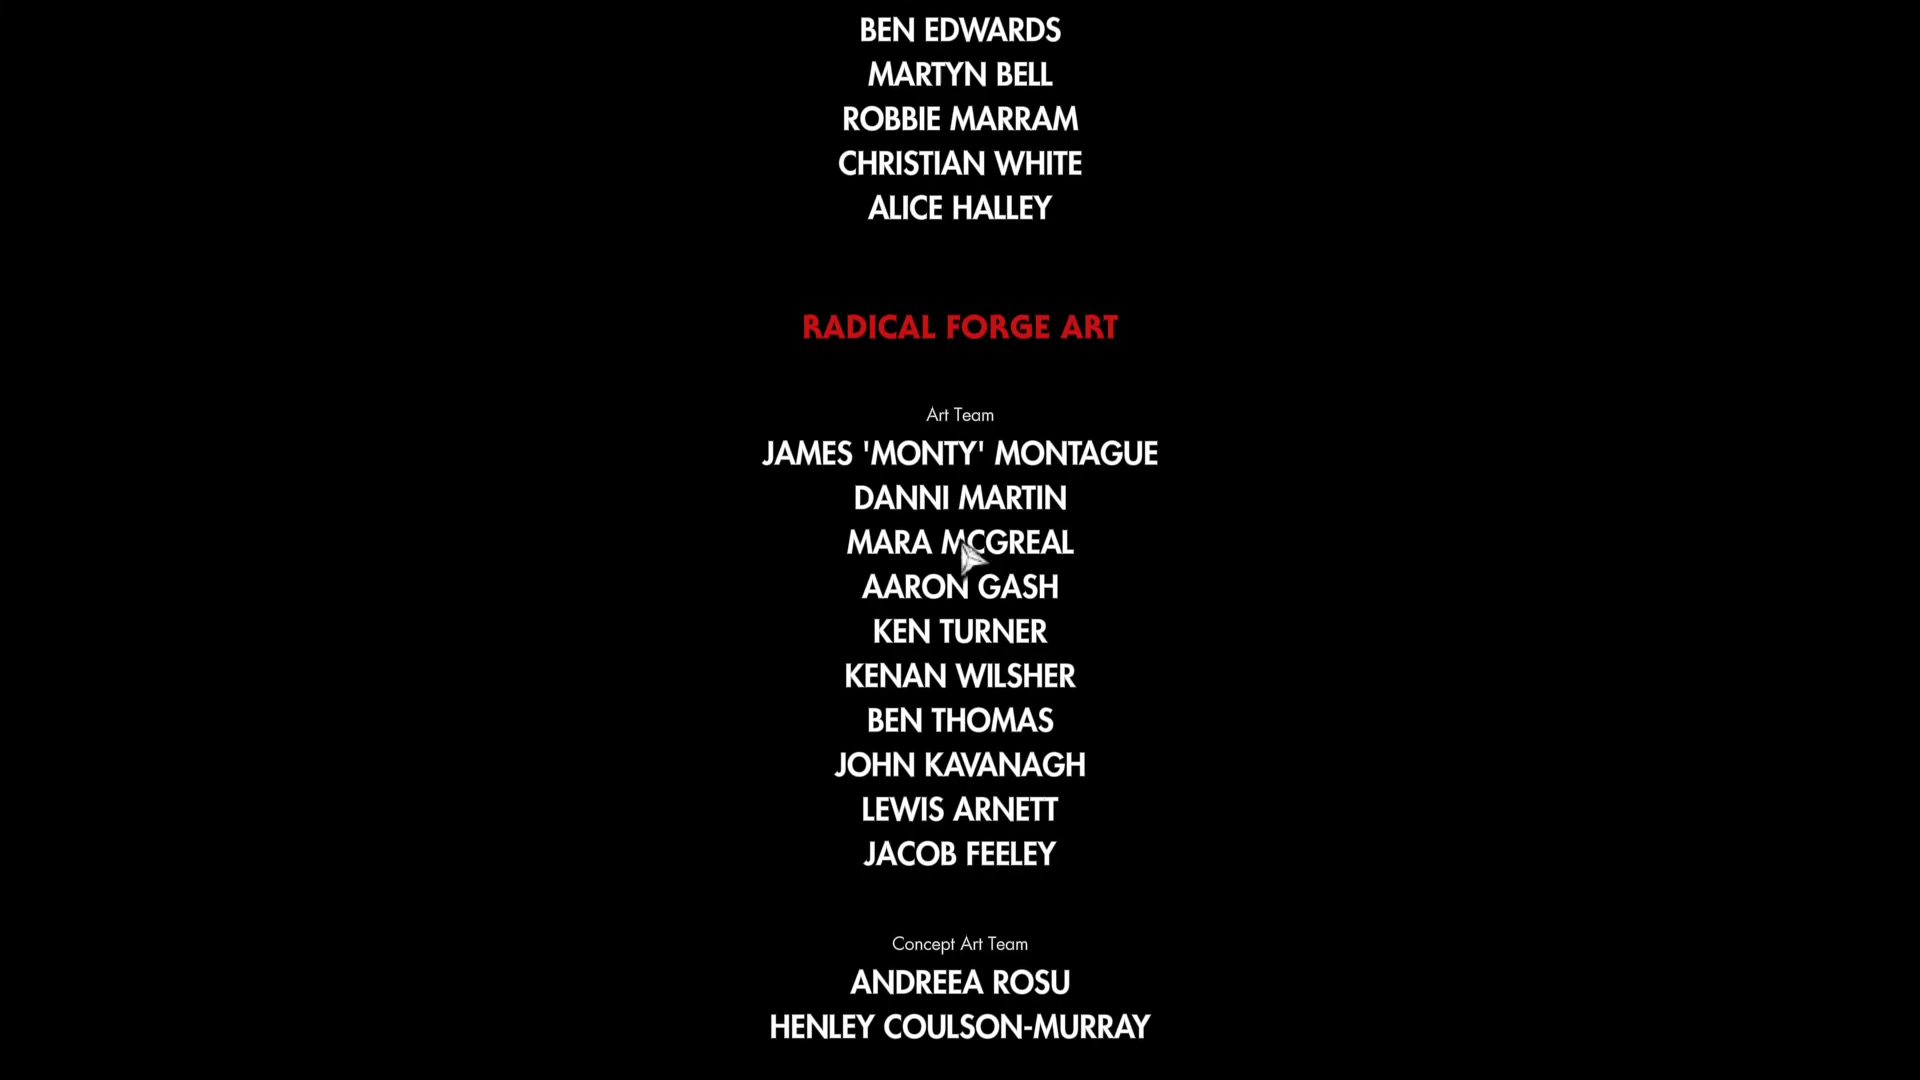 BEN EDWARDS
MARTYN BELL
ROBBIE MARRAM
CHRISTIAN WHITE
ALICE HALLEY
RADICAL FORGE ART
Art Team
JAMES 'MONTY' MONTAGUE
DANNI MARTIN
MARA MCGREAL
AARON GASH
KEN TURNER
KENAN WILSHER
BEN THOMAS
JOHN KAVANAGH
LEWIS ARNETT
JACOB FEELEY
Concept Art Team
ANDREEA ROSU
HENLEY COULSON-MURRAY